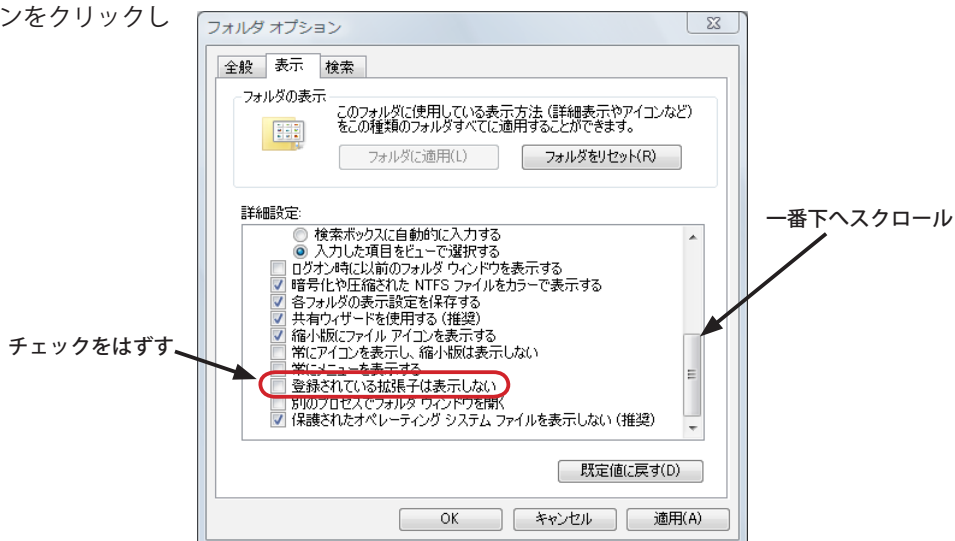 ンをクリックし
フォルダ オプション
全般 表示 検索
フォルダの表示
このフォルダに使用している表示方法 (詳細表示やアイコンなど)
をこの種類のフォルダすべてに適用することができます。
フォルダに適用(L) フォルダをリセット(R)
詳細設定:
一番下へスクロール
検索ボックスに自動的に入力する
入力した項目をビューで選択する
ログオン時に以前のフォルダ ウィンドウを表示する
暗号化や圧縮された NTFS ファイルをカラーで表示する
各フォルダの表示設定を保存する
共有ウィザードを使用する (推奨)
縮小版にファイル アイコンを表示する
チェックをはずす
常にアイコンを表示し、縮小版は表示しない
常にメニューを表示する
登録されている拡張子は表示しない
別のプロセスでフォルダ ウィンドウを開く
保護されたオペレーティング システム ファイルを表示しない (推奨)
既定値に戻す(D)
OK キャンセル 適用(A)